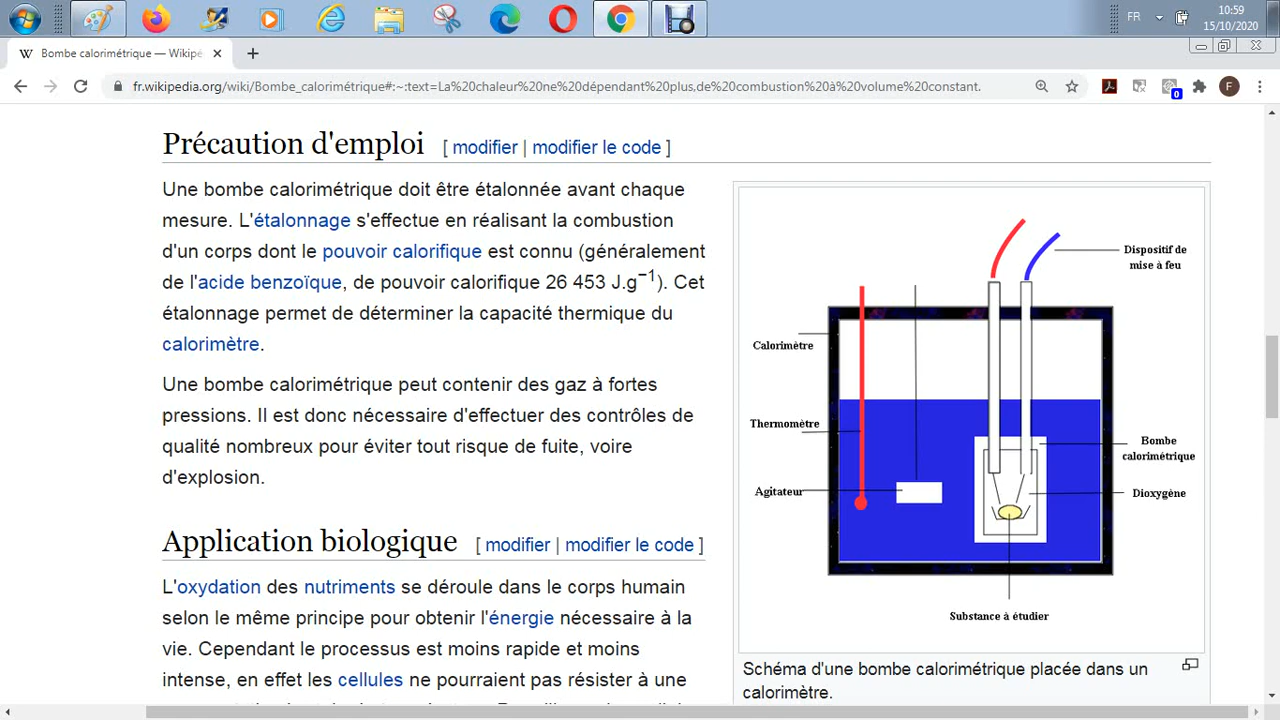 FR
10:59
15/10/2020
W Bombe calorimétrique — Wikipé
fr.wikipedia.org/wiki/Bombe_calorimétrique#:~:text=La%20chaleur%20ne%20dépendant%20plus,de%20combustion%20à%20volume%20constant.
0
F
Précaution d'emploi [ modifier | modifier le code ]
Une bombe calorimétrique doit être étalonnée avant chaque
mesure. L'étalonnage s'effectue en réalisant la combustion
d'un corps dont le pouvoir calorifique est connu (généralement
de l'acide benzoïque, de pouvoir calorifique 26 453 J.g⁻¹). Cet
étalonnage permet de déterminer la capacité thermique du
calorimètre.
Une bombe calorimétrique peut contenir des gaz à fortes
pressions. Il est donc nécessaire d'effectuer des contrôles de
qualité nombreux pour éviter tout risque de fuite, voire
d'explosion.
Application biologique [ modifier | modifier le code ]
L'oxydation des nutriments se déroule dans le corps humain
selon le même principe pour obtenir l'énergie nécessaire à la
vie. Cependant le processus est moins rapide et moins
intense, en effet les cellules ne pourraient pas résister à une
Dispositif de
mise à feu
Calorimètre
Thermomètre
Bombe
calorimétrique
Agitateur
Dioxygène
Substance à étudier
Schéma d'une bombe calorimétrique placée dans un
calorimètre.